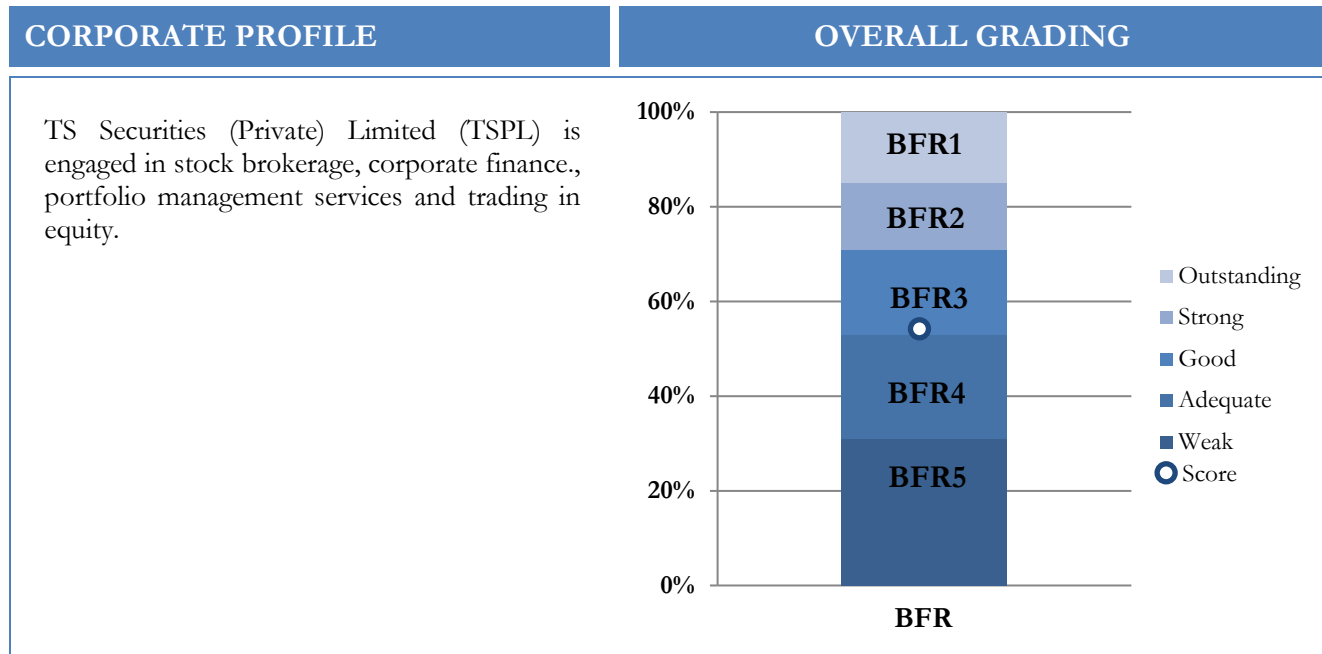 CORPORATE PROFILE
OVERALL GRADING
TS Securities (Private) Limited (TSPL) is
engaged in stock brokerage, corporate finance.,
portfolio management services and trading in
equity.
100%
80%
60%
40%
20%
0%
BFR1
BFR2
BFR3
BFR4
BFR5
BFR
Outstanding
Strong
Good
Adequate
Weak
Score